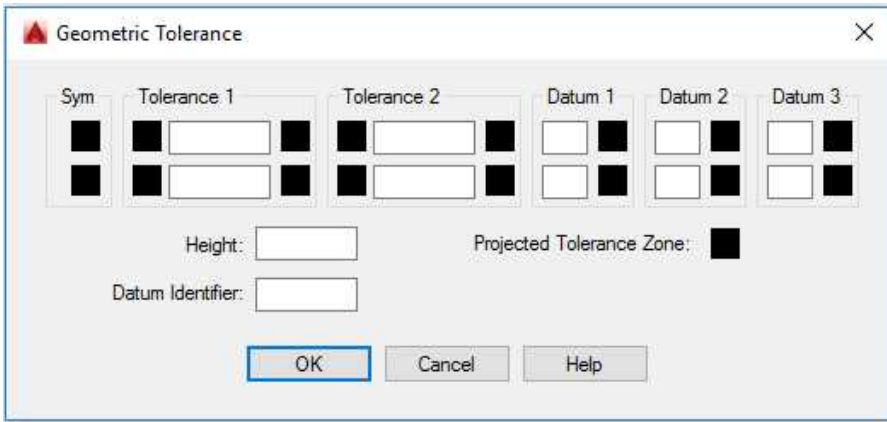 Geometric Tolerance
Sym Tolerance 1 Tolerance 2 Datum 1 Datum 2 Datum 3
Height: Projected Tolerance Zone:
Datum Identifier:
OK Cancel Help